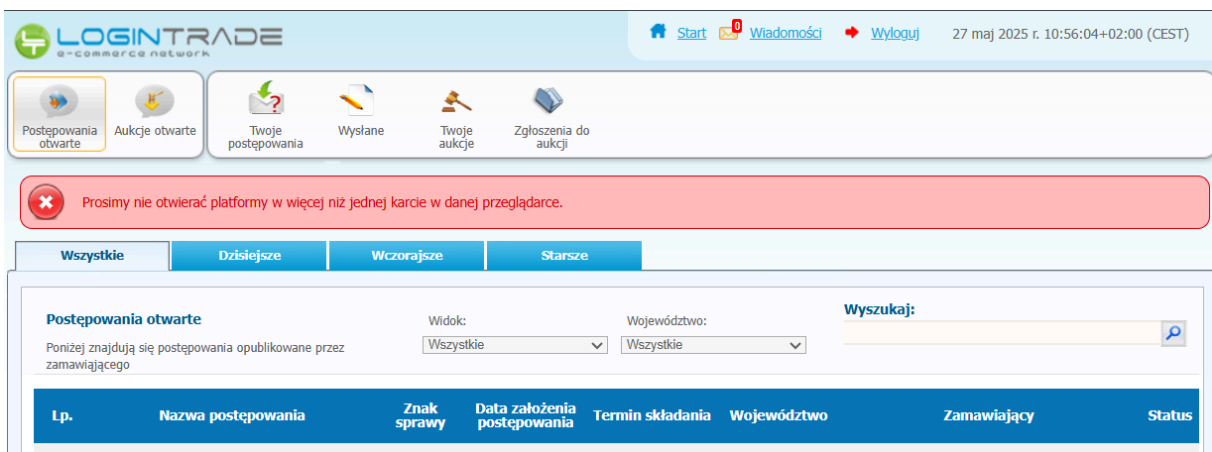 LOGINTRADE
e-commerce network
Start 0 Wiadomości Wyloguj 27 maj 2025 r. 10:56:04+02:00 (CEST)
Postępowania otwarte
Aukcje otwarte
Twoje postępowania
Wysłane
Twoje aukcje
Zgłoszenia do aukcji
Prosimy nie otwierać platformy w więcej niż jednej karcie w danej przeglądarce.
Wszystkie Dzisiejsze Wczorajsze Starsze
Postępowania otwarte
Poniżej znajdują się postępowania opublikowane przez
zamawiającego
Widok:
Wszystkie
Województwo:
Wszystkie
Wyszukaj:
Lp. Nazwa postępowania Znak sprawy Data założenia postępowania Termin składania Województwo Zamawiający Status